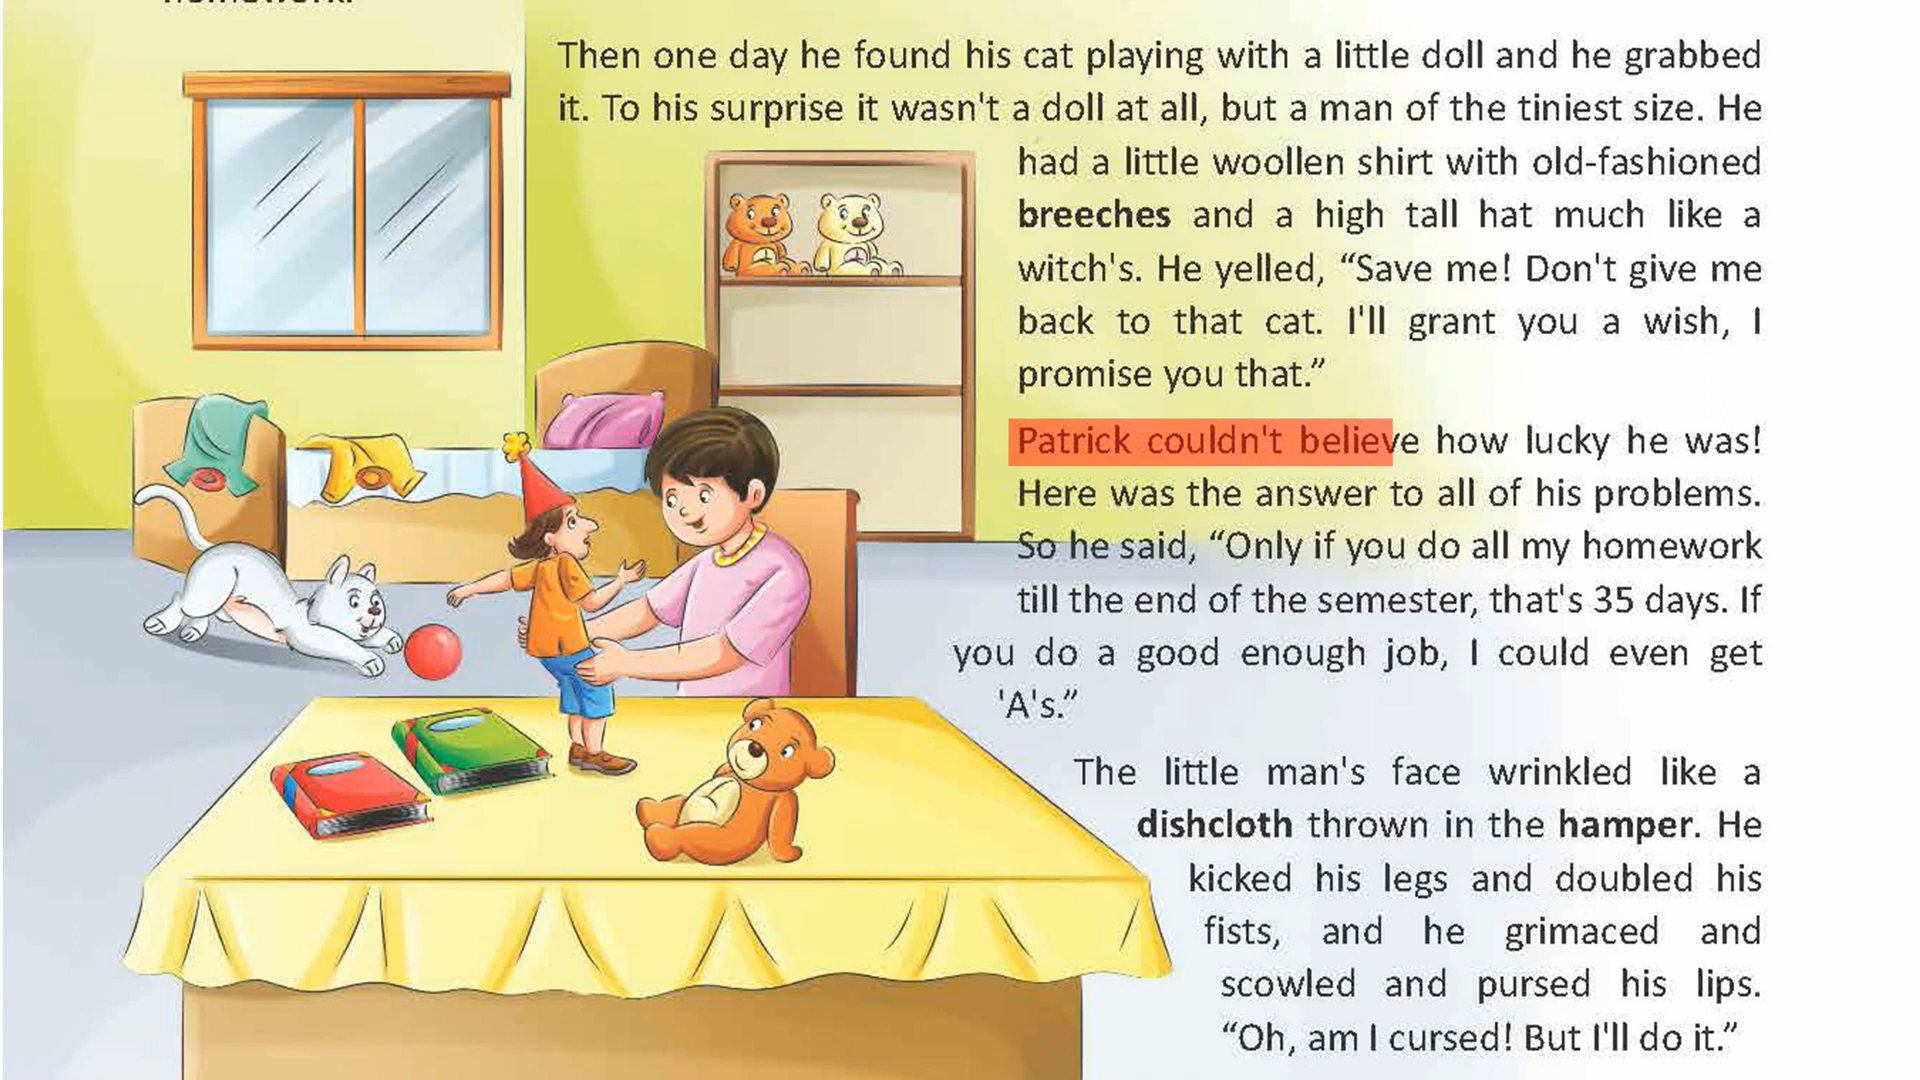 Then one day he found his cat playing with a little doll and he grabbed
it. To his surprise it wasn't a doll at all, but a man of the tiniest size. He
had a little woollen shirt with old-fashioned
breeches and a high tall hat much like a
witch's. He yelled, “Save me! Don't give me
back to that cat. I'll grant you a wish, I
promise you that.”
Patrick couldn't believe how lucky he was!
Here was the answer to all of his problems.
So he said, “Only if you do all my homework
till the end of the semester, that's 35 days. If
you do a good enough job, I could even get
'A's.”
The little man's face wrinkled like a
dishcloth thrown in the hamper. He
kicked his legs and doubled his
fists, and he grimaced and
scowled and pursed his lips.
“Oh, am I cursed! But I'll do it.”